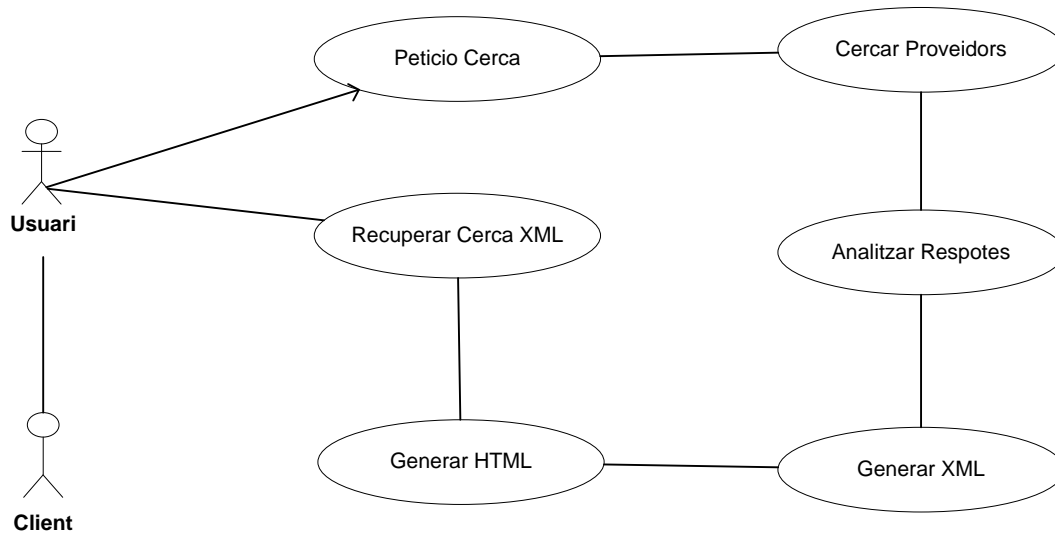 Peticio Cerca
Cercar Proveidors
Usuari
Recuperar Cerca XML
Analitzar Respotes
Generar HTML
Generar XML
Client